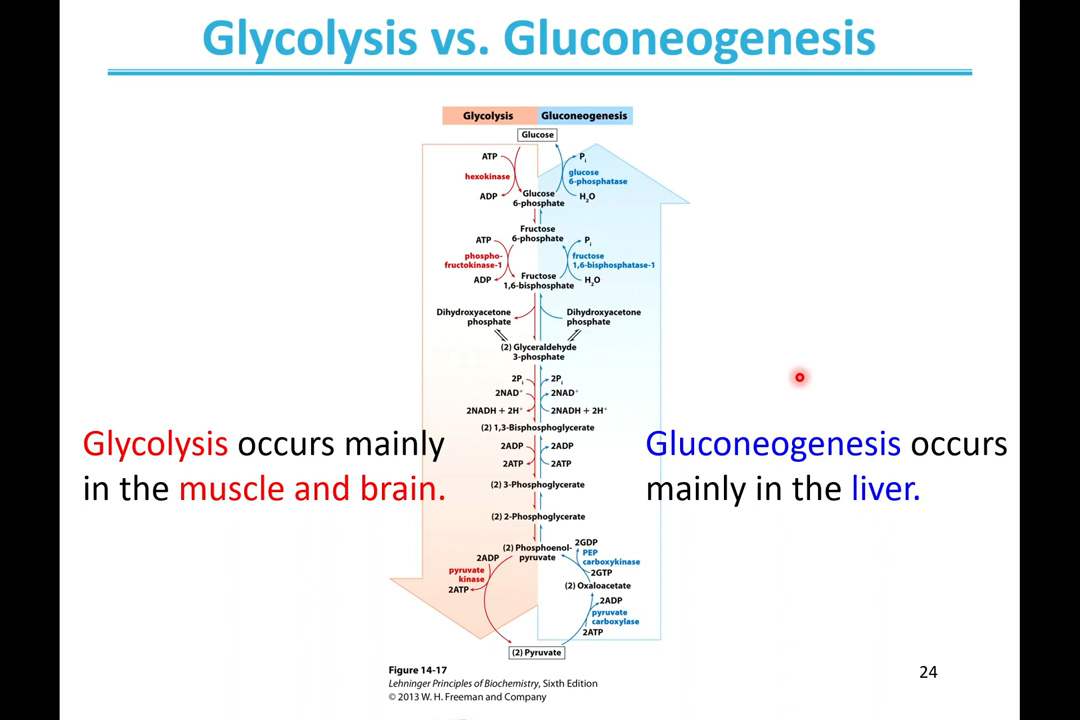 Glycolysis vs. Gluconeogenesis
Glycolysis Gluconeogenesis
Glucose
ATP
hexokinase
ADP
Pi
glucose
6-phosphatase
H2O
Glucose
6-phosphate
Fructose
6-phosphate
ATP
phospho-
fructokinase-1
ADP
Pi
fructose
1,6-bisphosphatase-1
H2O
Fructose
1,6-bisphosphate
Dihydroxyacetone
phosphate
Dihydroxyacetone
phosphate
(2) Glyceraldehyde
3-phosphate
2Pi 2Pi
2NAD+ 2NAD+
2NADH + 2H+ 2NADH + 2H+
(2) 1,3-Bisphosphoglycerate
2ADP 2ADP
2ATP 2ATP
(2) 3-Phosphoglycerate
(2) 2-Phosphoglycerate
(2) Phosphoenol-
pyruvate
2ADP
pyruvate
kinase
2ATP
2GDP
PEP
carboxykinase
2GTP
(2) Oxaloacetate
2ADP
pyruvate
carboxylase
2ATP
(2) Pyruvate
Glycolysis occurs mainly
in the muscle and brain.
Gluconeogenesis occurs
mainly in the liver.
Figure 14-17
Lehninger Principles of Biochemistry, Sixth Edition
© 2013 W. H. Freeman and Company
24